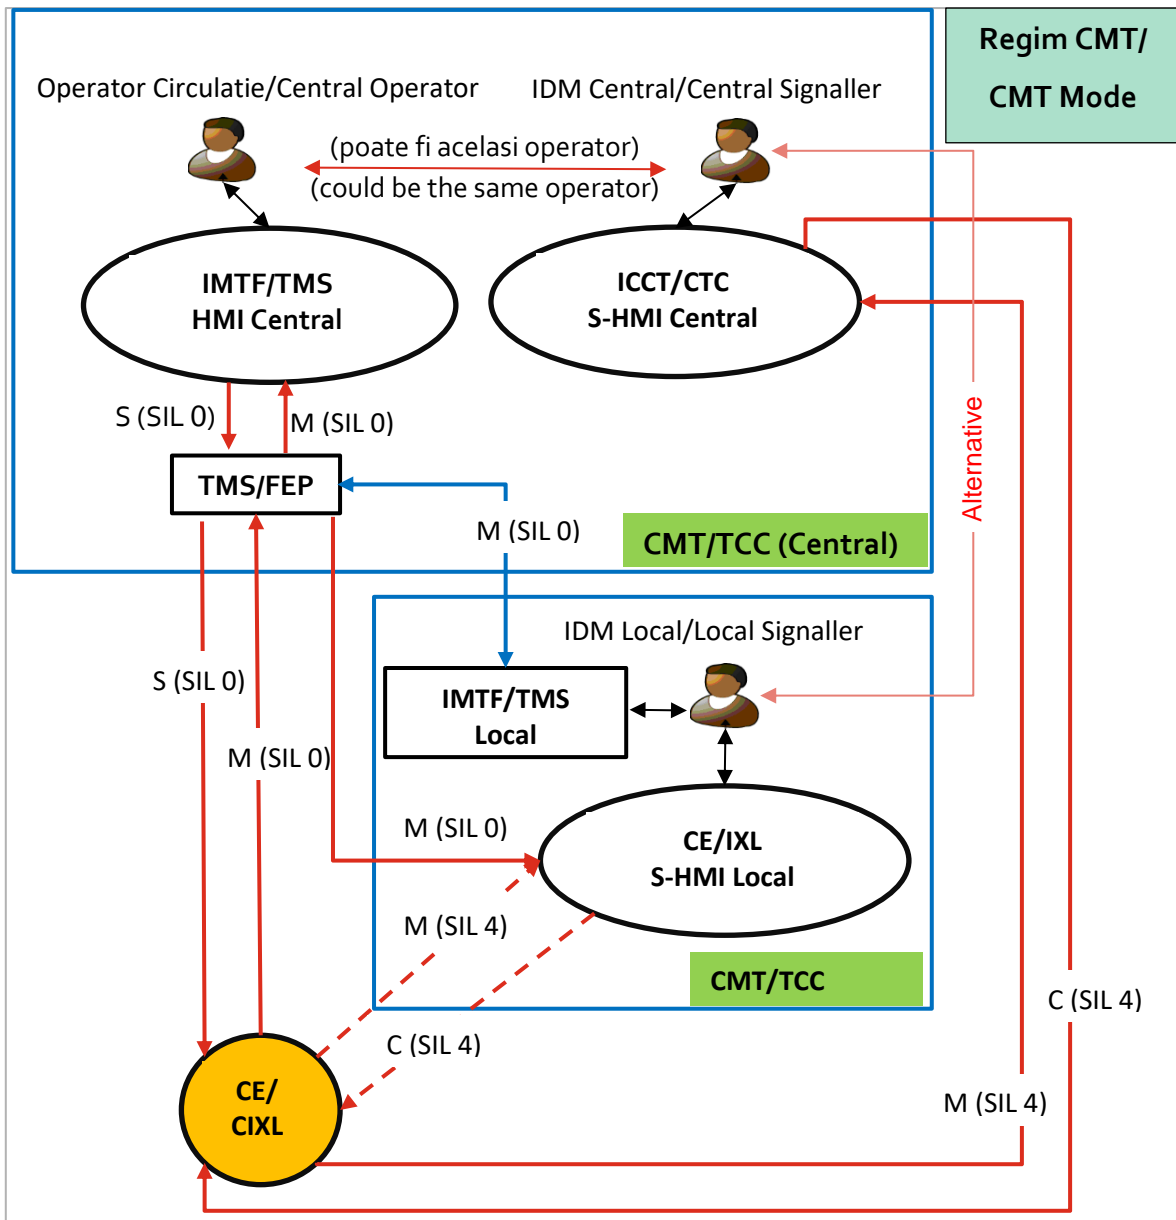 Regim CMT/
CMT Mode
Operator Circulatie/Central Operator
IDM Central/Central Signaller
(poate fi acelasi operator)
(could be the same operator)
IMTF/TMS
HMI Central
ICCT/CTC
S-HMI Central
S (SIL 0)
M (SIL 0)
Alternative
TMS/FEP
M (SIL 0)
CMT/TCC (Central)
IDM Local/Local Signaller
S (SIL 0)
IMTF/TMS
Local
M (SIL 0)
M (SIL 0)
CE/IXL
S-HMI Local
M (SIL 4)
CMT/TCC
C (SIL 4)
C (SIL 4)
CE/
CIXL
M (SIL 4)